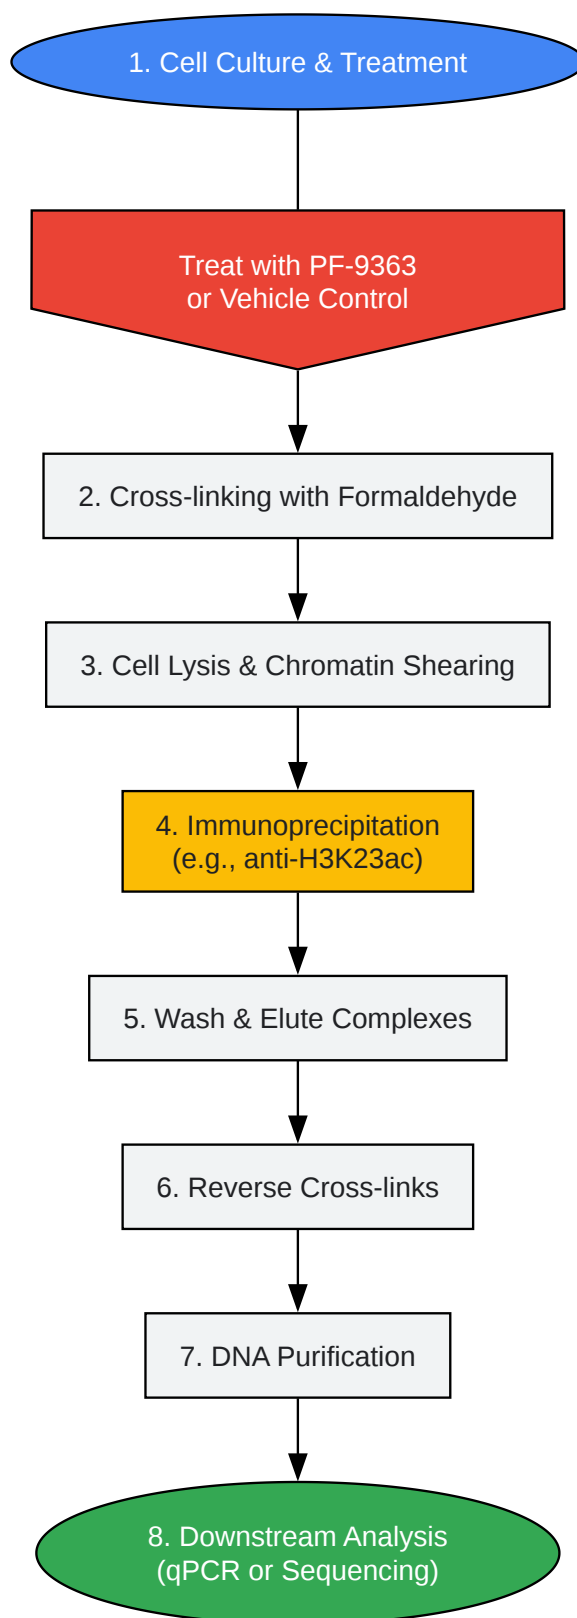 1. Cell Culture & Treatment
Treat with PF-9363
or Vehicle Control
2. Cross-linking with Formaldehyde
3. Cell Lysis & Chromatin Shearing
4. Immunoprecipitation
(e.g., anti-H3K23ac)
5. Wash & Elute Complexes
6. Reverse Cross-links
7. DNA Purification
8. Downstream Analysis
(qPCR or Sequencing)